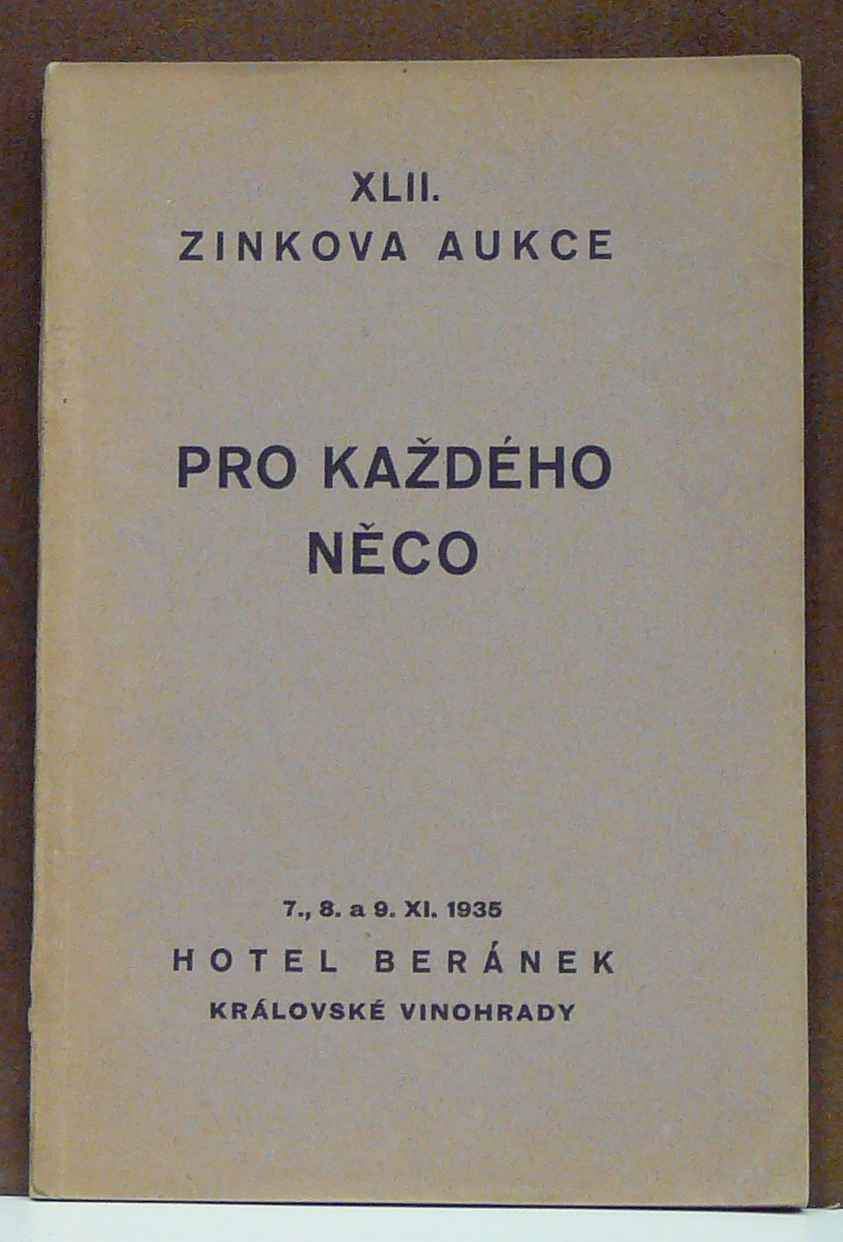 XLII.
ZINKOVA AUKCE
PRO KAŽDÉHO
NĚCO
7., 8. a 9. XI. 1935
HOTEL BERÁNEK
KRÁLOVSKÉ VINOHRADY